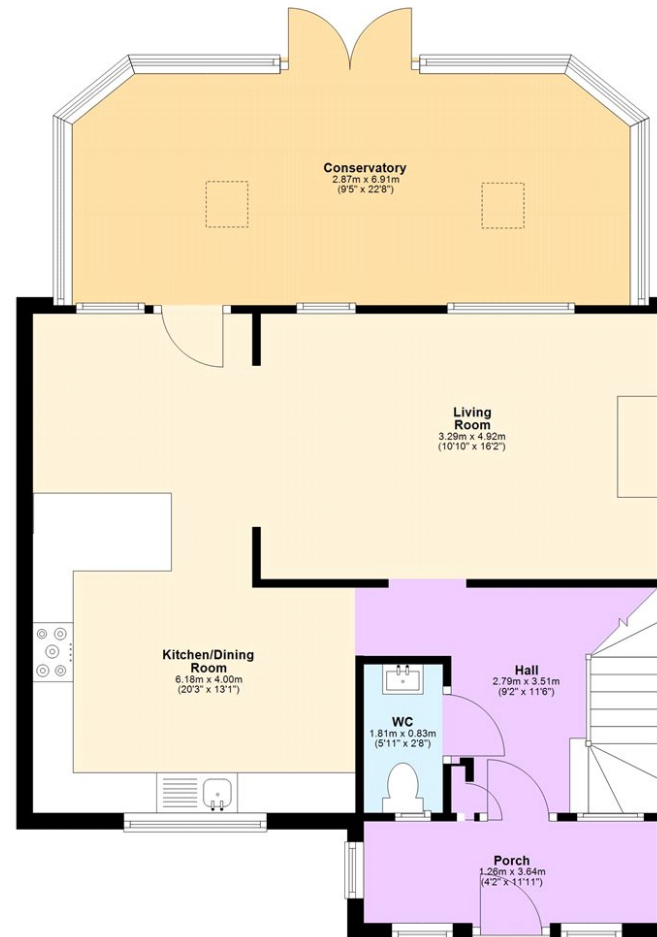 Conservatory
2.87m x 6.91m
(9'5" x 22'8")
Living
Room
3.29m x 4.92m
(10'10" x 16'2")
Kitchen/Dining
Room
6.18m x 4.00m
(20'3" x 13'1")
Hall
2.79m x 3.51m
(9'2" x 11'6")
WC
1.81m x 0.83m
(5'11" x 2'8")
Porch
1.26m x 3.64m
(4'2" x 11'11")